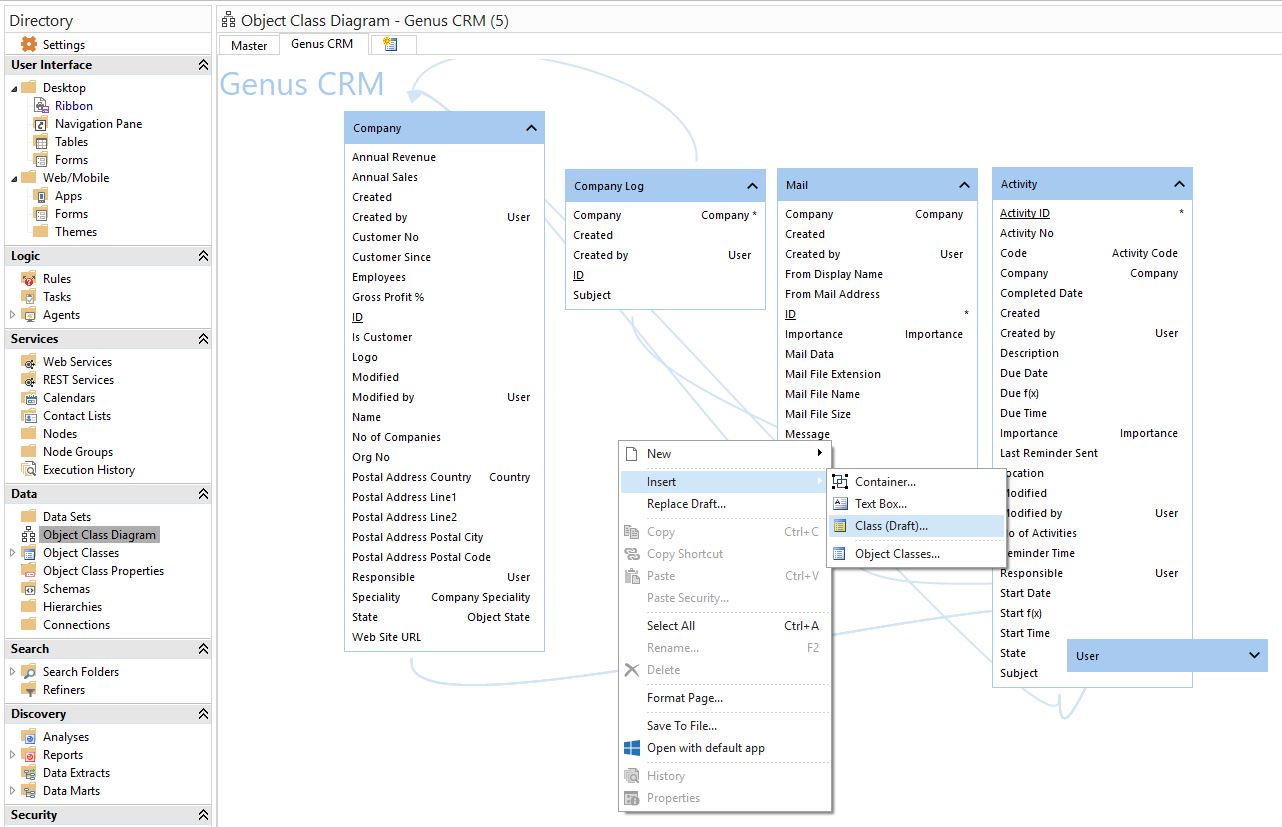 Directory
Settings
User Interface
Desktop
Ribbon
Navigation Pane
Tables
Forms
Web/Mobile
Apps
Forms
Themes
Logic
Rules
Tasks
Agents
Services
Web Services
REST Services
Calendars
Contact Lists
Nodes
Node Groups
Execution History
Data
Data Sets
Object Class Diagram
Object Classes
Object Class Properties
Schemas
Hierarchies
Connections
Search
Search Folders
Refiners
Discovery
Analyses
Reports
Data Extracts
Data Marts
Security
Object Class Diagram - Genus CRM (5)
Master Genus CRM
Genus CRM
Company
Annual Revenue
Annual Sales
Created
Created by User
Customer No
Customer Since
Employees
Gross Profit %
ID
Is Customer
Logo
Modified
Modified by User
Name
No of Companies
Org No
Postal Address Country Country
Postal Address Line1
Postal Address Line2
Postal Address Postal City
Postal Address Postal Code
Responsible User
Speciality Company Speciality
State Object State
Web Site URL
Company Log
Company Company *
Created
Created by User
ID
Subject
Mail
Company Company
Created
Created by User
From Display Name
From Mail Address
ID *
Importance Importance
Mail Data
Mail File Extension
Mail File Name
Mail File Size
Message
Activity
Activity ID *
Activity No
Code Activity Code
Company Company
Completed Date
Created
Created by User
Description
Due Date
Due f(x)
Due Time
Importance Importance
Last Reminder Sent
ocation
odified
odified by User
o of Activities
eminder Time
Responsible User
Start Date
Start f(x)
Start Time
State
Subject
User
New
Insert
Replace Draft...
Copy Ctrl+C
Copy Shortcut
Paste Ctrl+V
Paste Security...
Select All Ctrl+A
Rename... F2
Delete
Format Page...
Save To File...
Open with default app
History
Properties
Container...
Text Box...
Class (Draft)...
Object Classes...